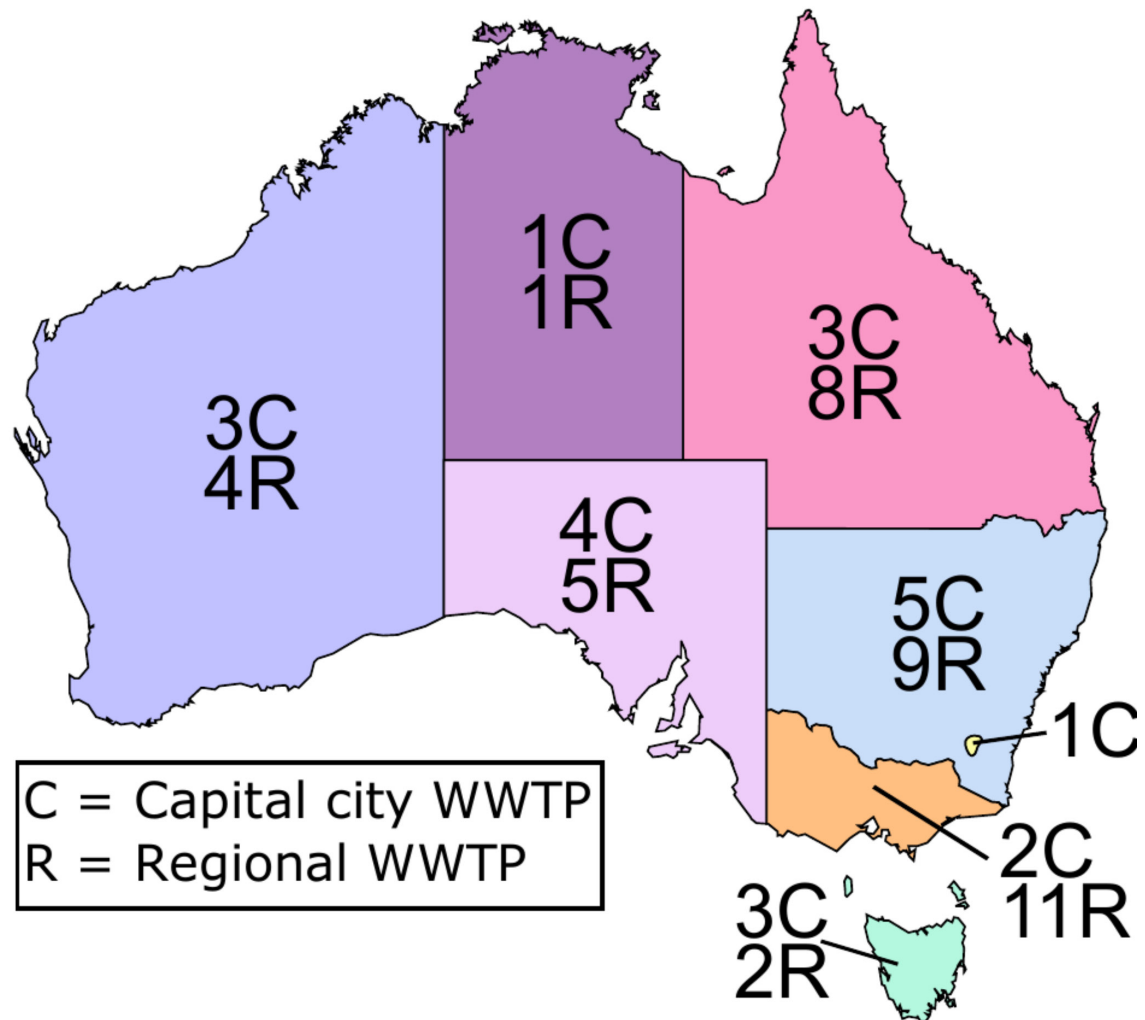 1C
1R
3C
8R
3C
4R
4C
5R
5C
9R
1C
2C
11R
3C
2R
C = Capital city WWTP
R = Regional WWTP